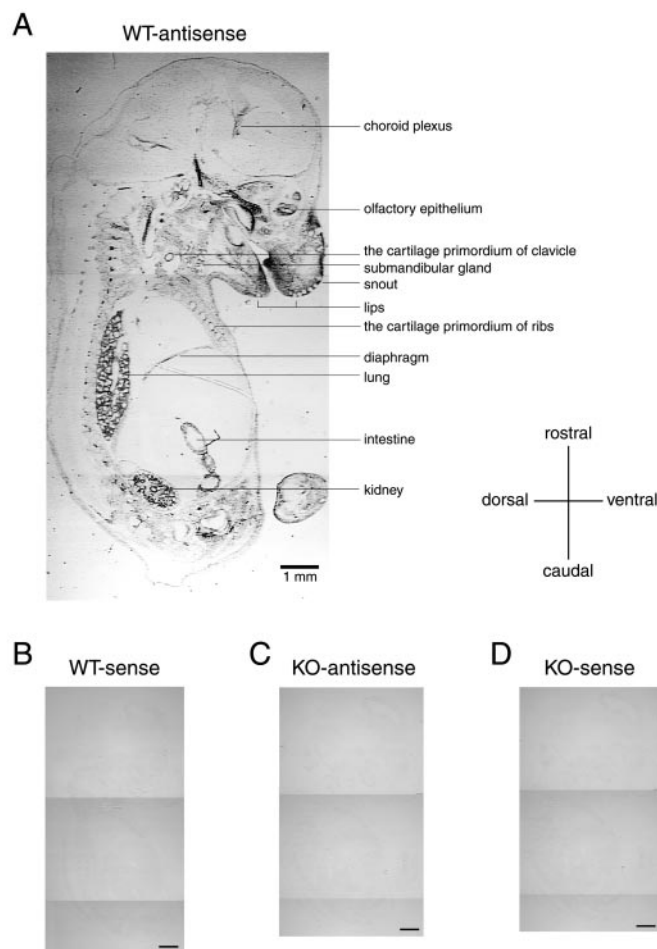 A
WT-antisense
choroid plexus
olfactory epithelium
the cartilage primordium of clavicle
submandibular gland
snout
lips
the cartilage primordium of ribs
diaphragm
lung
intestine
kidney
1 mm
rostral
dorsal
ventral
caudal
B
WT-sense
C
KO-antisense
D
KO-sense